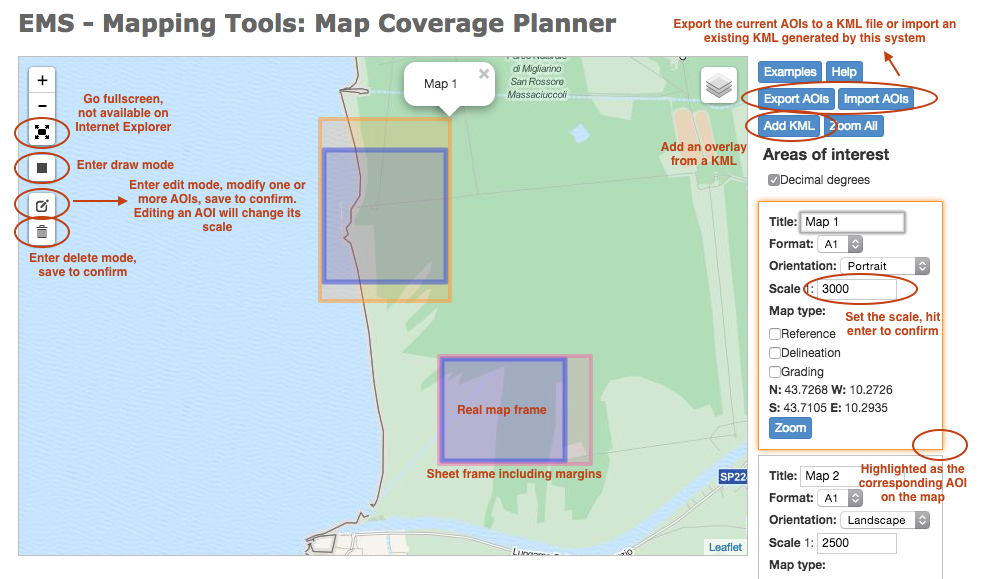 EMS - Mapping Tools: Map Coverage Planner
Export the current AOIs to a KML file or import an
existing KML generated by this system
+
−
Go fullscreen,
not available on
Internet Explorer
Enter draw mode
Enter edit mode, modify one or
more AOIs, save to confirm.
Editing an AOI will change its
scale
Enter delete mode,
save to confirm
Map 1
×
di Migliarino
San Rossore
Massaciuccoli
Add an overlay
from a KML
Real map frame
Sheet frame including margins
SP22
Leaflet
Examples Help
Export AOIs Import AOIs
Add KML Zoom All
Areas of interest
Decimal degrees
Title: Map 1
Format: A1
Orientation: Portrait
Scale 1: 3000
Set the scale, hit
enter to confirm
Map type:
Reference
Delineation
Grading
N: 43.7268 W: 10.2726
S: 43.7105 E: 10.2935
Zoom
Highlighted as the
corresponding AOI
on the map
Title: Map 2
Format: A1
Orientation: Landscape
Scale 1: 2500
Map type: